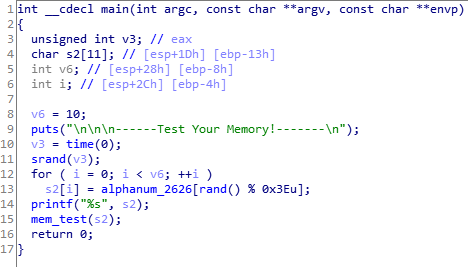 1 int __cdecl main(int argc, const char **argv, const char **envp)
2 {
3 unsigned int v3; // eax
4 char s2[11]; // [esp+1Dh] [ebp-13h]
5 int v6; // [esp+28h] [ebp-8h]
6 int i; // [esp+2Ch] [ebp-4h]
7
8 v6 = 10;
9 puts("\n\n\n------Test Your Memory!-------\n");
10 v3 = time(0);
11 srand(v3);
12 for ( i = 0; i < v6; ++i )
13 s2[i] = alphanum_2626[rand() % 0x3Eu];
14 printf("%s", s2);
15 mem_test(s2);
16 return 0;
17 }